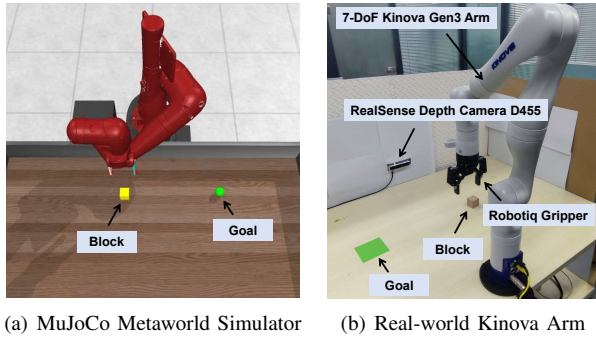 Block
Goal
7-DoF Kinova Gen3 Arm
KINOVA
RealSense Depth Camera D455
Robotiq Gripper
Block
Goal
(a) MuJoCo Metaworld Simulator
(b) Real-world Kinova Arm